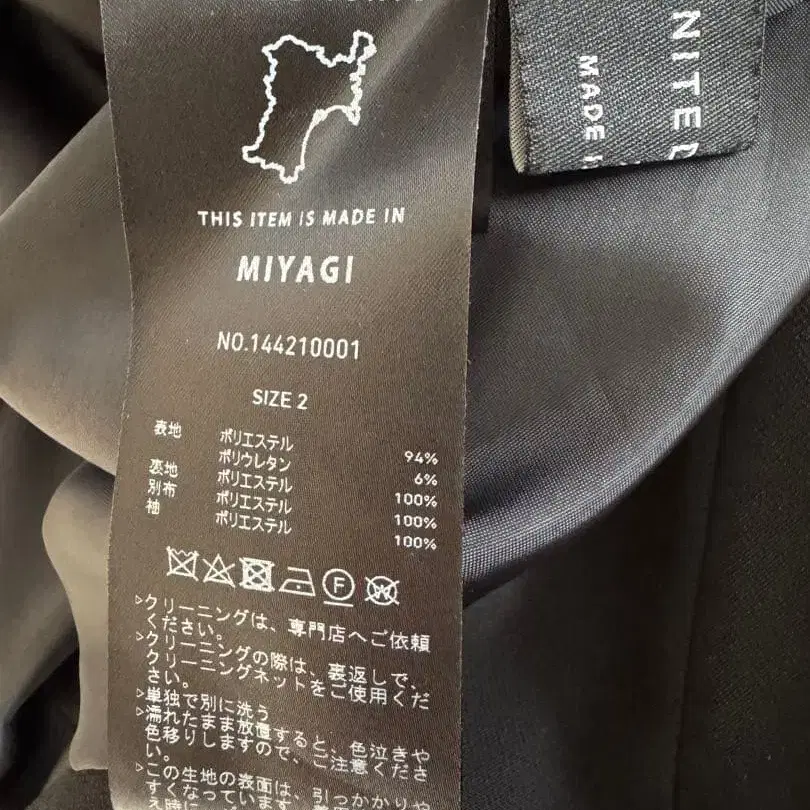 THIS ITEM IS MADE IN
MIYAGI
NO.144210001
SIZE 2
表地 ポリエステル 94%
ポリウレタン 6%
裏地 ポリエステル 100%
別布 ポリエステル 100%
袖 ポリエステル 100%
F
W
▷クリーニングは、専門店へご依頼
ください。
▷クリーニングの際は、裏返しで、
クリーニングネットをご使用くだ
さい。
▷単独で別に洗う
▷濡れたまま放置すると、色泣きや
色移りしますので、ご注意くださ
い。
▷この生地の表面は、引っかかりや
すくなっています
NITED
MADE I